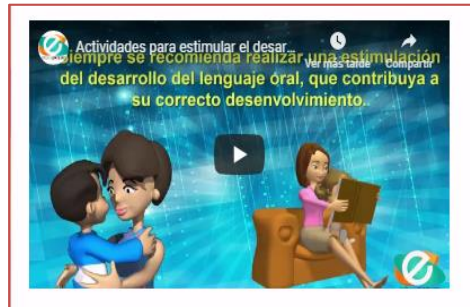 Actividades para estimular el desar...
Siempre se recomienda realizar una estimulación
Ver más tarde
Compartir
del desarrollo del lenguaje oral, que contribuya a
su correcto desenvolvimiento..